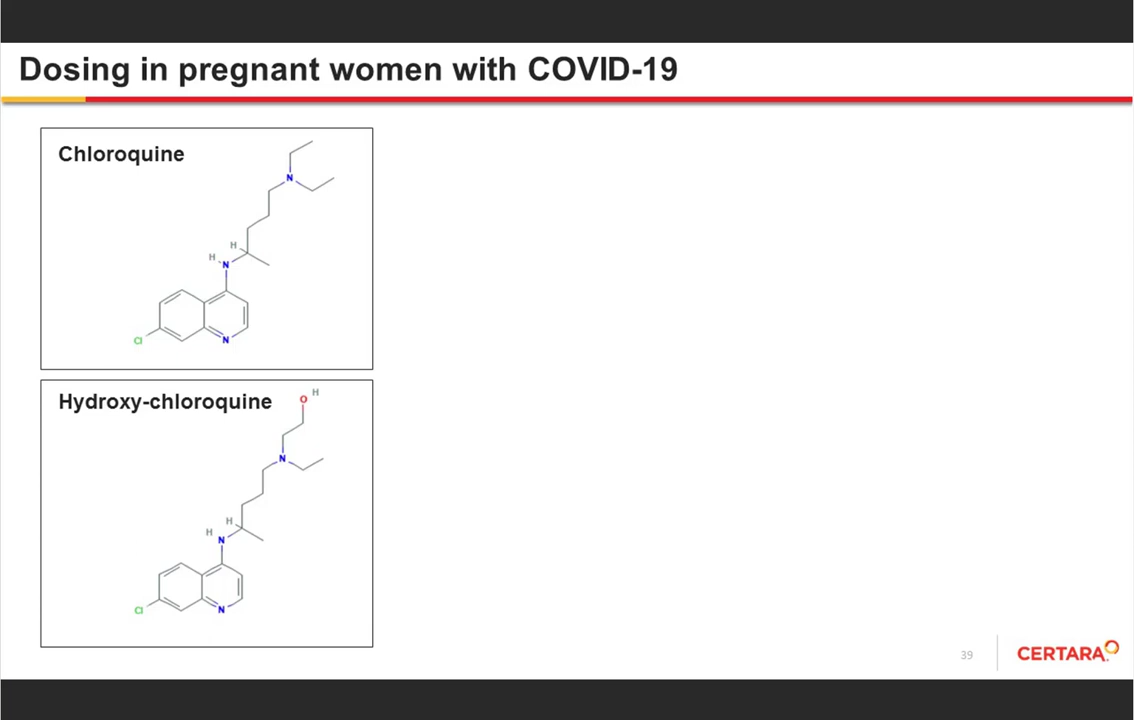 Dosing in pregnant women with COVID-19
Chloroquine
N
H
H
N
Cl
N
Hydroxy-chloroquine
O
H
N
H
H
N
Cl
N
39
CERTARA